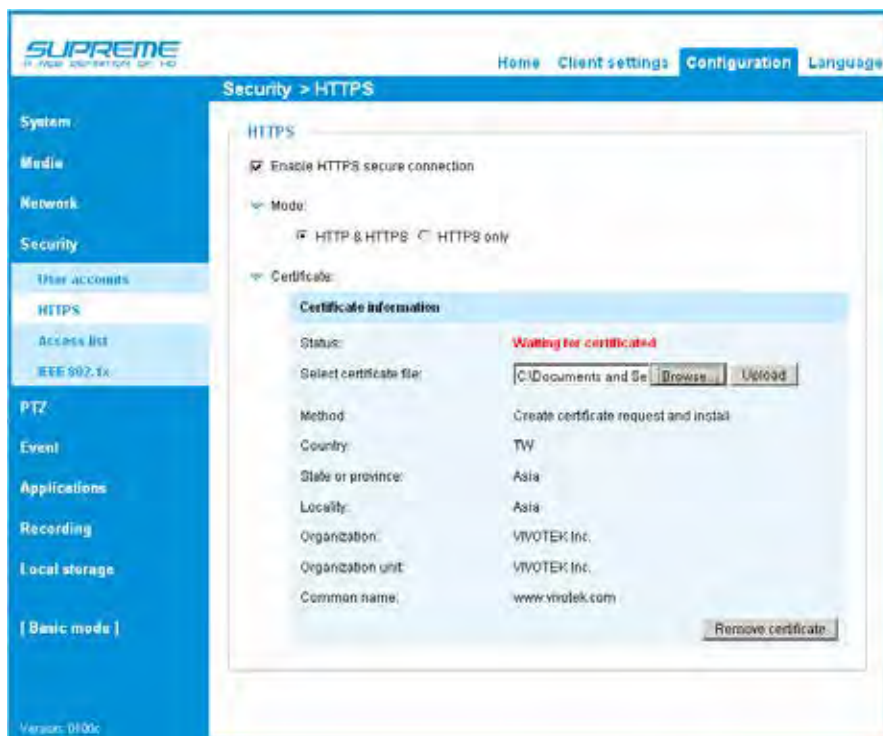 SUPREME
Home Client settings Configuration Language
Security > HTTPS
System
Media
Network
Security
User accounts
HTTPS
Access list
IEEE 802.1x
PTZ
Event
Applications
Recording
Local storage
[ Basic mode ]
HTTPS
Enable HTTPS secure connection
Mode:
HTTP & HTTPS HTTPS only
Certificate:
Certificate information
Status: Waiting for certificated
Select certificate file: C:\Documents and Se Browse... Upload
Method: Create certificate request and install
Country: TW
State or province: Asia
Locality: Asia
Organization: VIVOTEK Inc.
Organization unit: VIVOTEK Inc.
Common name: www.vivotek.com
Remove certificate
Version: